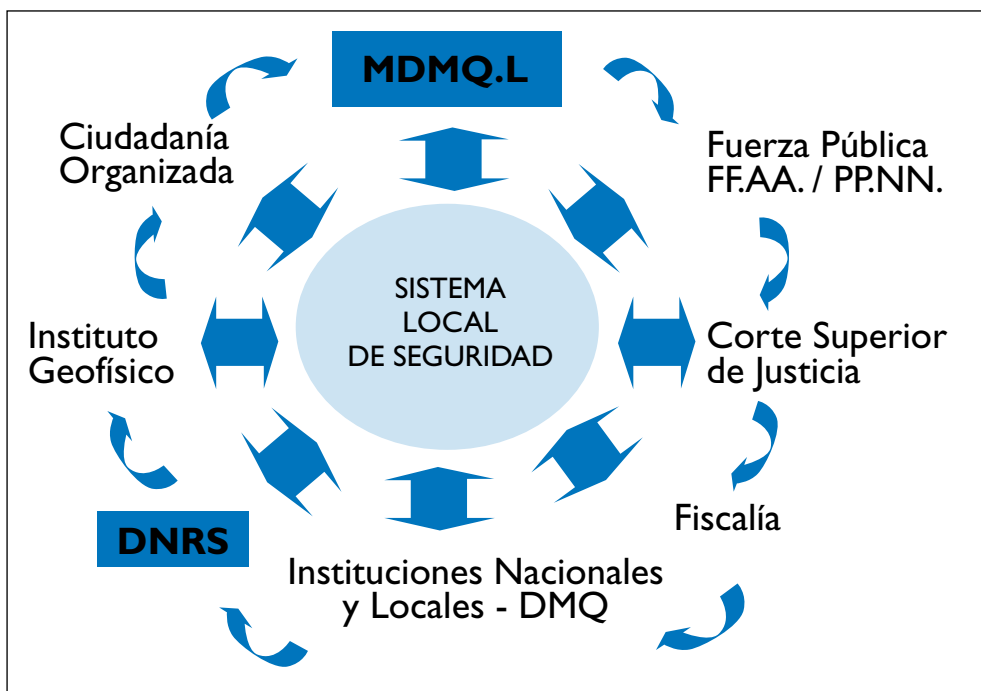 MDMQ.L
Fuerza Pública
FF.AA. / PP.NN.
Corte Superior
de Justicia
Fiscalía
Instituciones Nacionales
y Locales - DMQ
DNRS
Instituto
Geofísico
Ciudadanía
Organizada
SISTEMA
LOCAL
DE SEGURIDAD